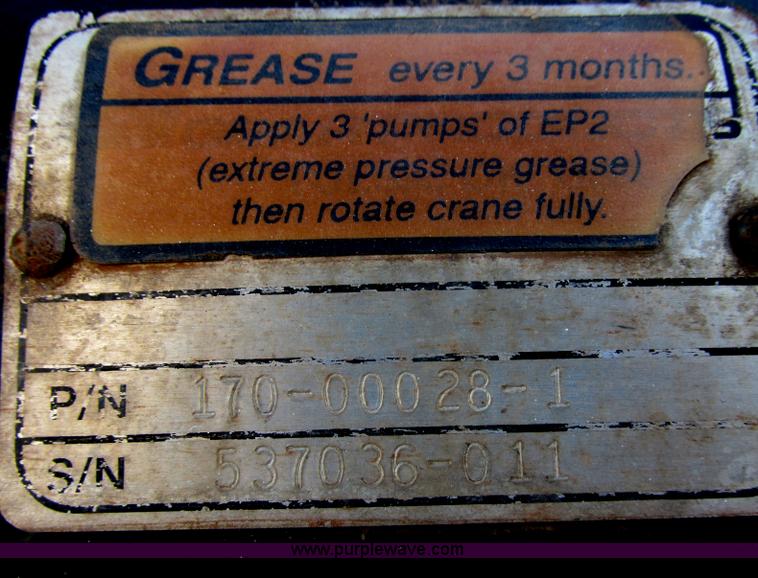 GREASE every 3 months..
Apply 3 'pumps' of EP2
(extreme pressure grease)
then rotate crane fully.
P/N 170-00028-1
S/N 537036-011
www.purplewave.com